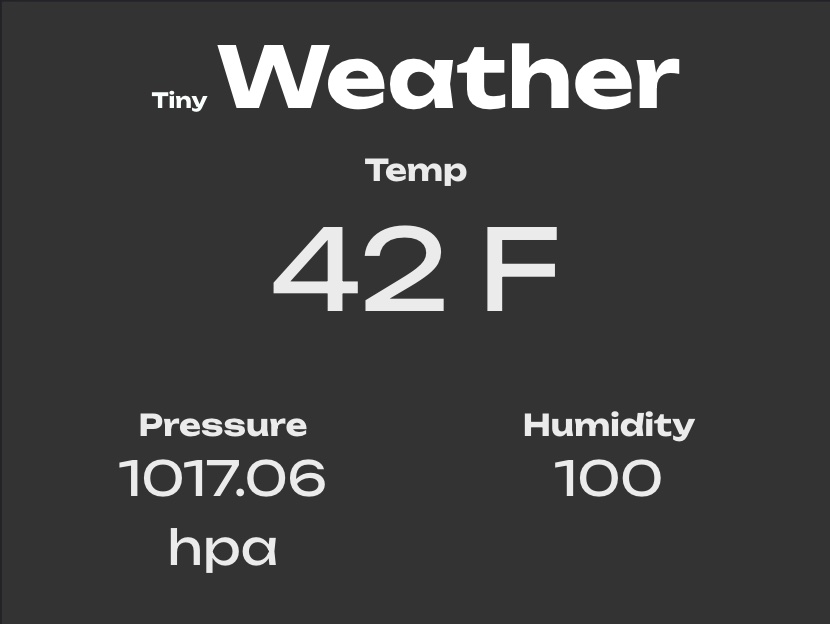 Tiny Weather
Temp
42 F
Pressure
1017.06
hpa
Humidity
100